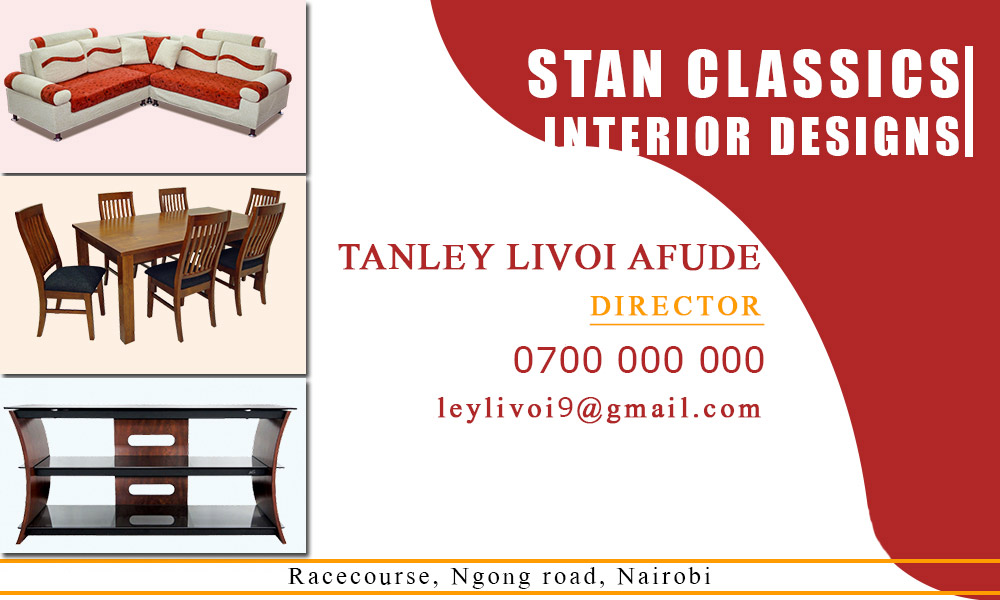 STAN CLASSICS
INTERIOR DESIGNS
TANLEY LIVOI AFUDE
DIRECTOR
0700 000 000
leylivoi9@gmail.com
Racecourse, Ngong road, Nairobi